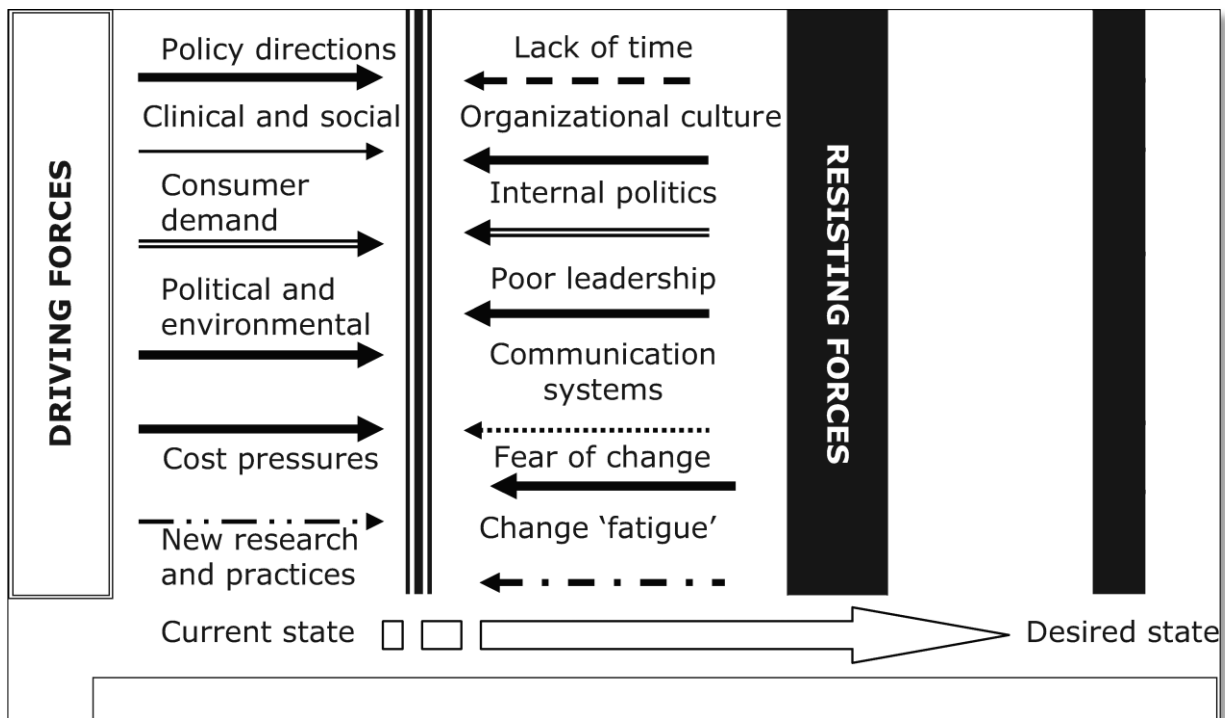 DRIVING FORCES
Policy directions
Clinical and social
Consumer
demand
Political and
environmental
Cost pressures
New research
and practices
Lack of time
Organizational culture
Internal politics
Poor leadership
Communication
systems
Fear of change
Change ‘fatigue’
RESISTING FORCES
Current state
Desired state